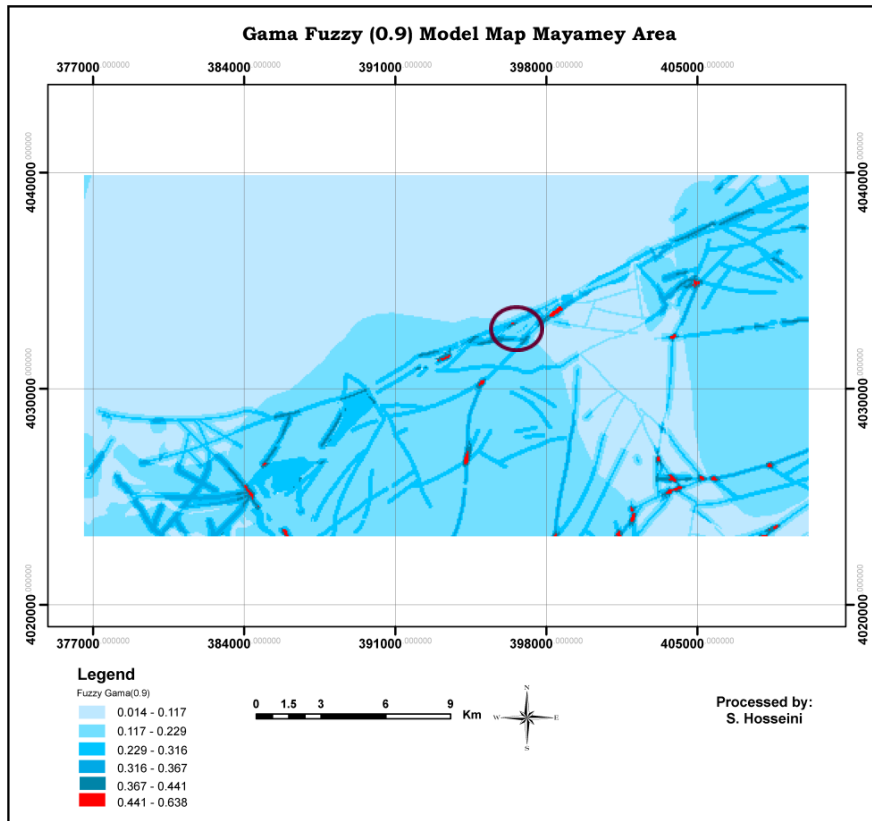 Gama Fuzzy (0.9) Model Map Mayamey Area
377000.000000 384000.000000 391000.000000 398000.000000 405000.000000
4040000.000000 4040000.000000
4030000.000000 4030000.000000
4020000.000000 4020000.000000
377000.000000 384000.000000 391000.000000 398000.000000 405000.000000
Legend
Fuzzy Gama(0.9)
0.014 - 0.117
0.117 - 0.229
0.229 - 0.316
0.316 - 0.367
0.367 - 0.441
0.441 - 0.638
0 1.5 3 6 9
Km
N
W E
S
Processed by:
S. Hosseini